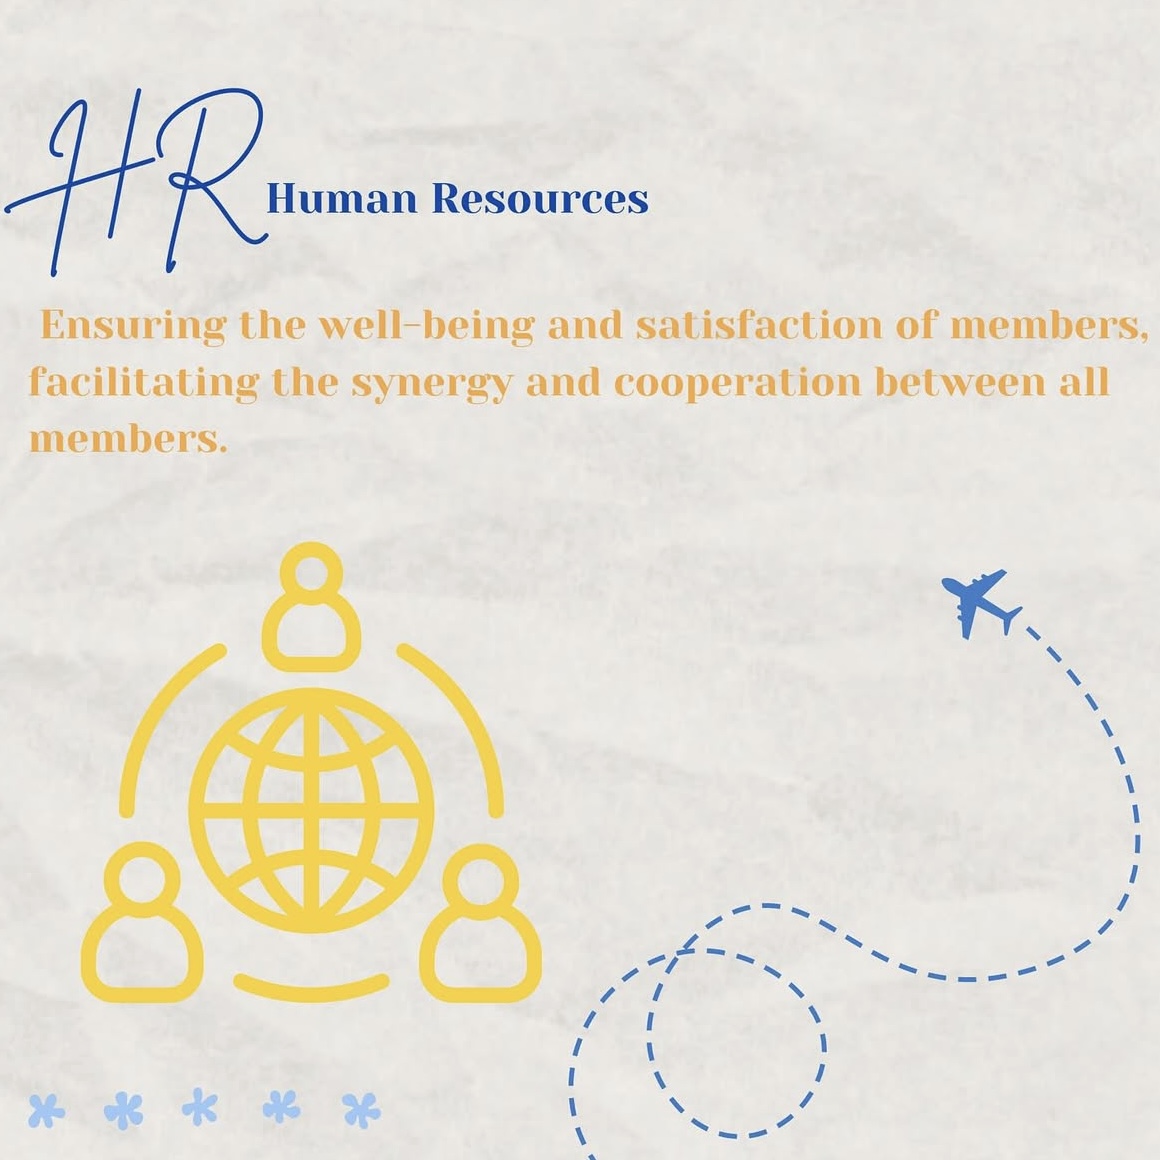 HR Human Resources
Ensuring the well-being and satisfaction of members,
facilitating the synergy and cooperation between all
members.